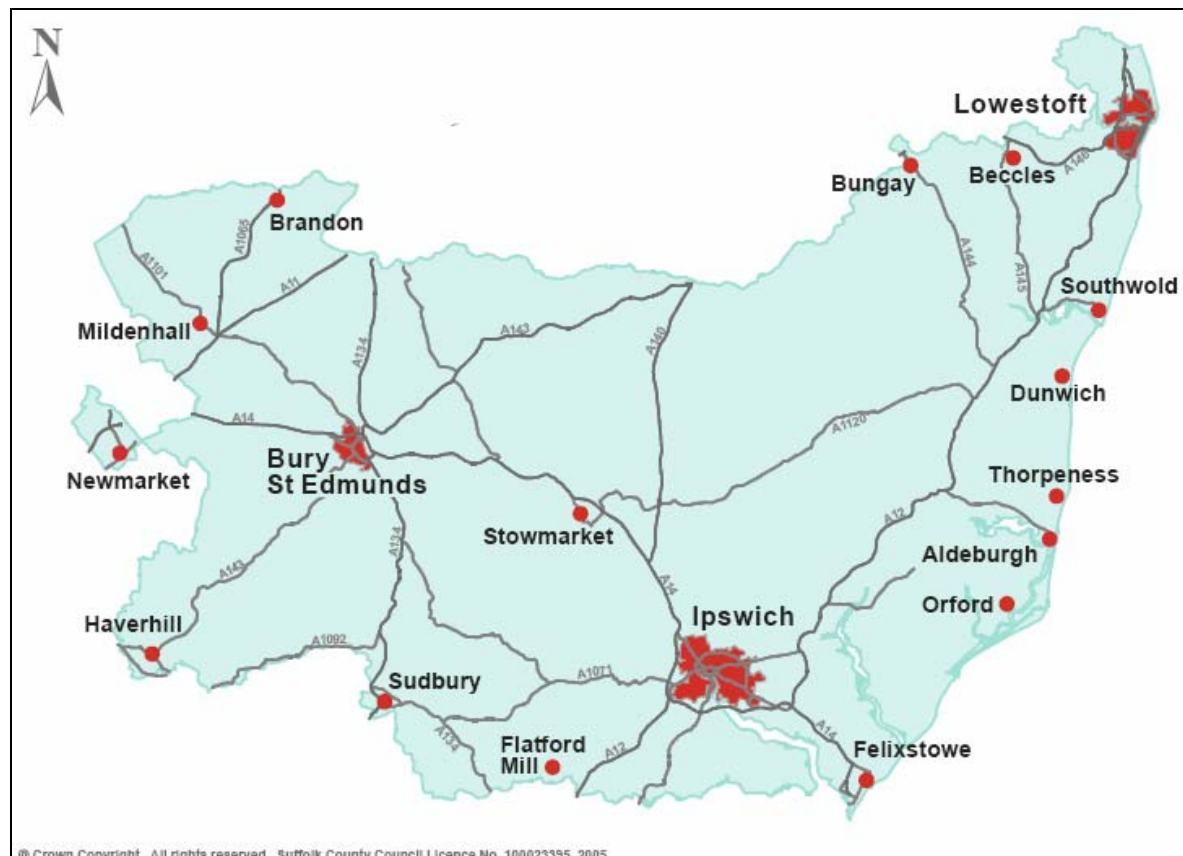 N
Lowestoft
A146
Bungay
Beccles
Brandon
A1065
A1101
A11
A144
A145
Southwold
Mildenhall
A134
A143
A140
Dunwich
A14
A1120
Bury
St Edmunds
Newmarket
Thorpeness
Stowmarket
A12
A134
Aldeburgh
A143
A14
Orford
Ipswich
Haverhill
A1092
A1071
Sudbury
A134
Flatford
Mill
A12
A14
Felixstowe
© Crown Copyright. All rights reserved. Suffolk County Council Licence No. 100023395 2005